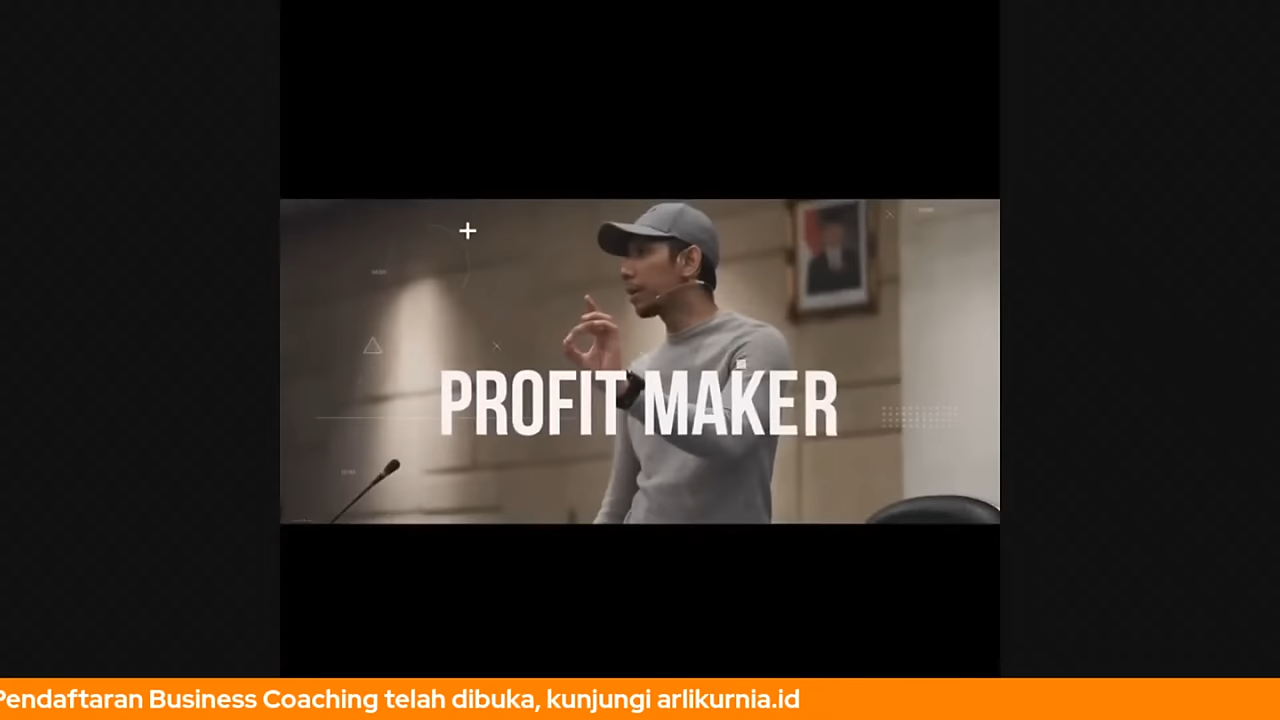 PROFIT MAKER
Pendaftaran Business Coaching telah dibuka, kunjungi arlikurnia.id